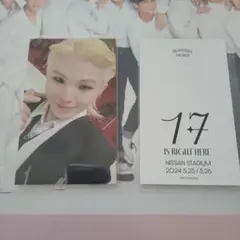 17
IS RIGHT HERE
NISSAN STADIUM
2024 5.25 / 5.26